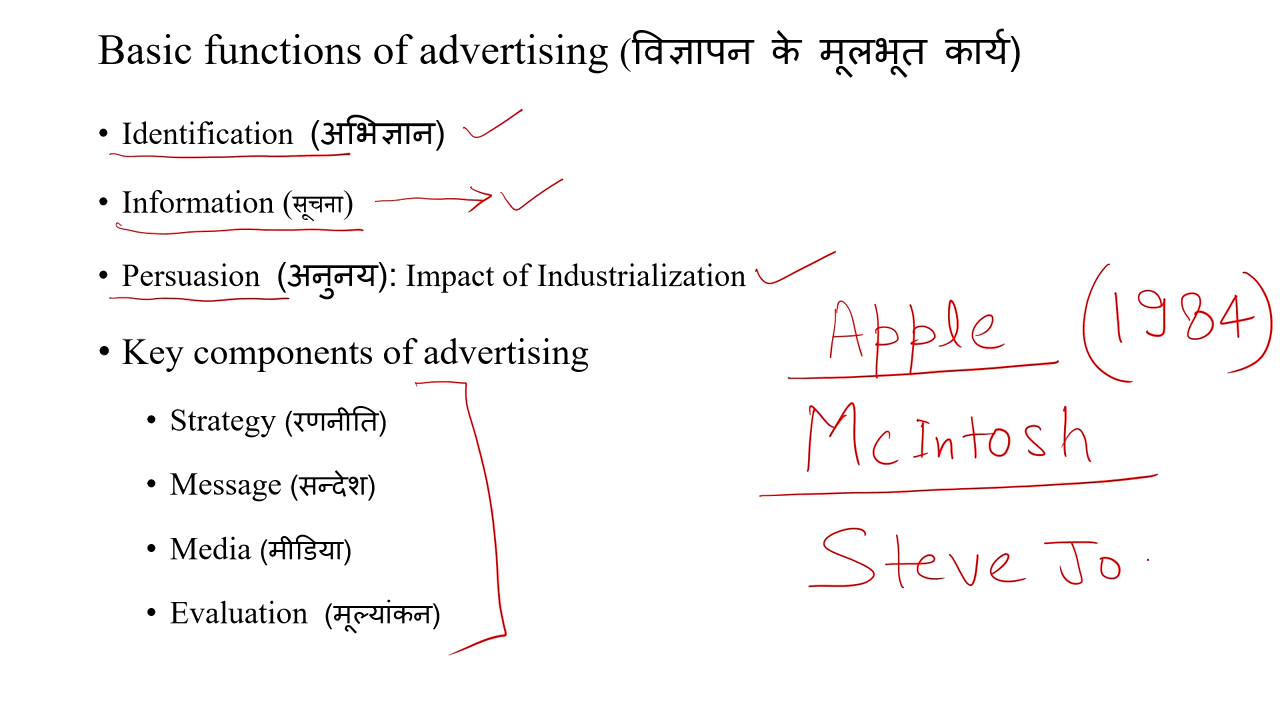 Basic functions of advertising (विज्ञापन के मूलभूत कार्य)
• Identification (अभिज्ञान)
• Information (सूचना)
• Persuasion (अनुनय): Impact of Industrialization
• Key components of advertising
• Strategy (रणनीति)
• Message (सन्देश)
• Media (मीडिया)
• Evaluation (मूल्यांकन)
Apple (1984)
McIntosh
Steve Jo